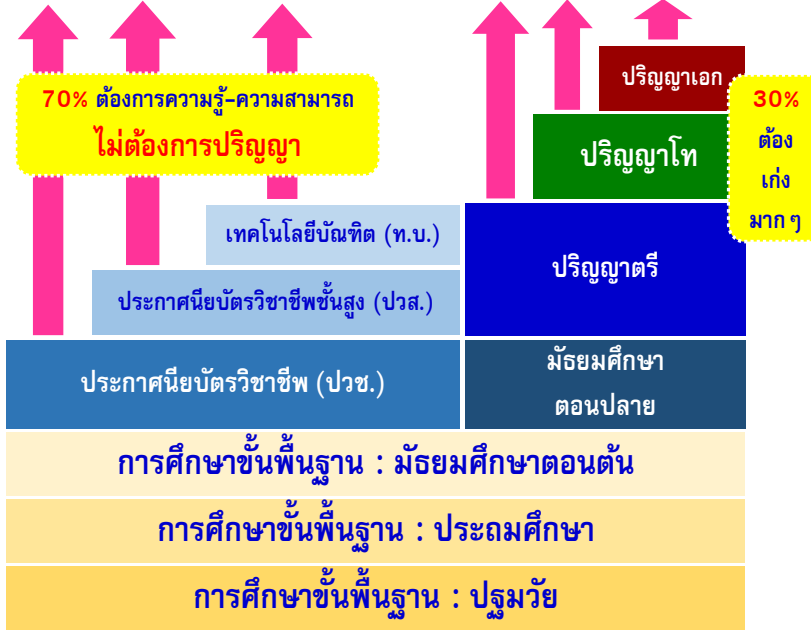 ปริญญาเอก
70% ต้องการความรู้-ความสามารถ
ไม่ต้องการปริญญา
30%
ต้อง
เก่ง
มาก ๆ
ปริญญาโท
เทคโนโลยีบัณฑิต (ท.บ.)
ปริญญาตรี
ประกาศนียบัตรวิชาชีพชั้นสูง (ปวส.)
ประกาศนียบัตรวิชาชีพ (ปวช.)
มัธยมศึกษา
ตอนปลาย
การศึกษาขั้นพื้นฐาน : มัธยมศึกษาตอนต้น
การศึกษาขั้นพื้นฐาน : ประถมศึกษา
การศึกษาขั้นพื้นฐาน : ปฐมวัย